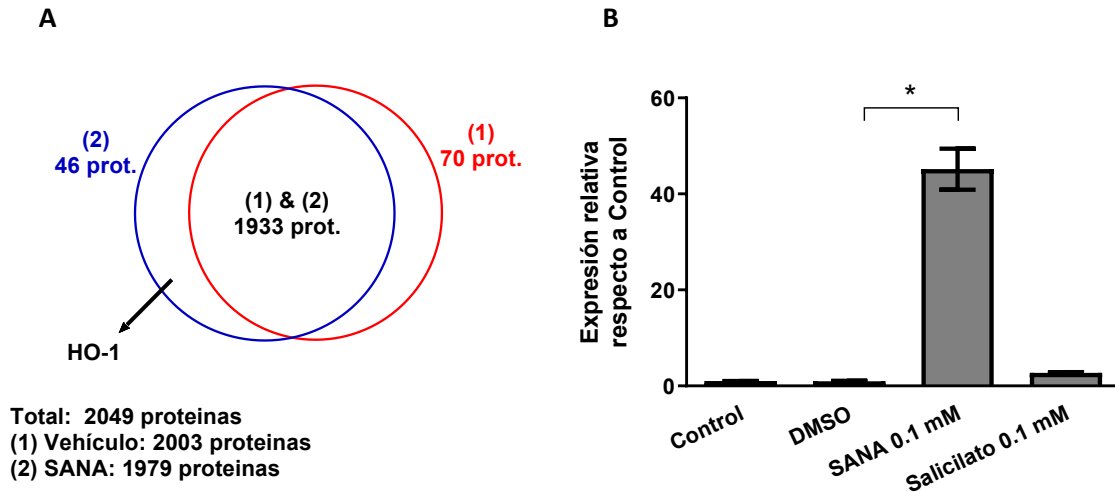 A
(2)
46 prot.
(1)
70 prot.
(1) & (2)
1933 prot.
HO-1
Total: 2049 proteinas
(1) Vehículo: 2003 proteinas
(2) SANA: 1979 proteinas
B
Expresión relativa
respecto a Control
60
40
20
0
*
Control
DMSO
SANA 0.1 mM
Salicilato 0.1 mM